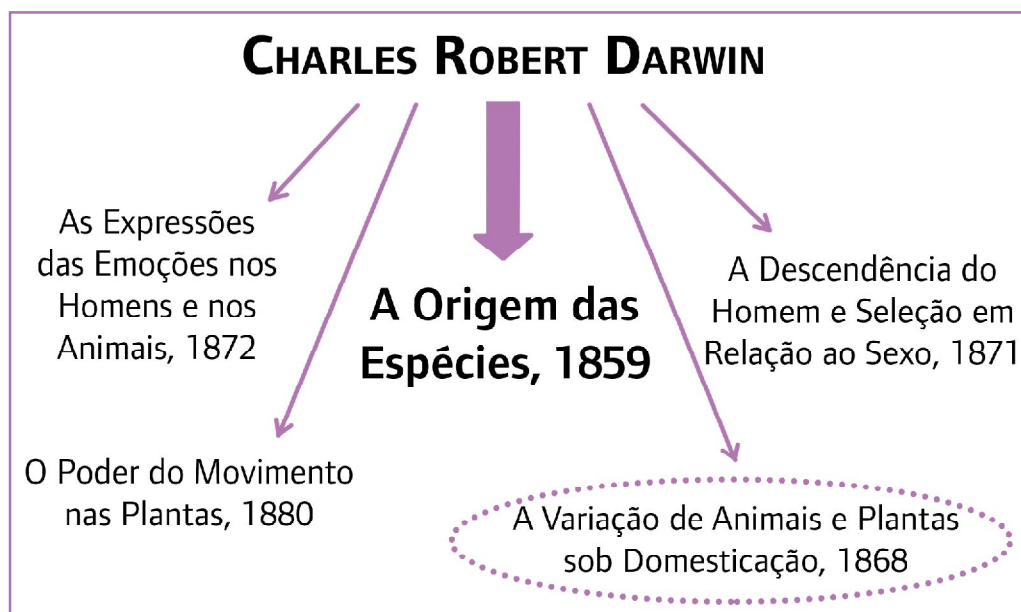 CHARLES ROBERT DARWIN
As Expressões
das Emoções nos
Homens e nos
Animais, 1872
A Origem das
Espécies, 1859
A Descendência do
Homem e Seleção em
Relação ao Sexo, 1871
O Poder do Movimento
nas Plantas, 1880
A Variação de Animais e Plantas
sob Domesticação, 1868